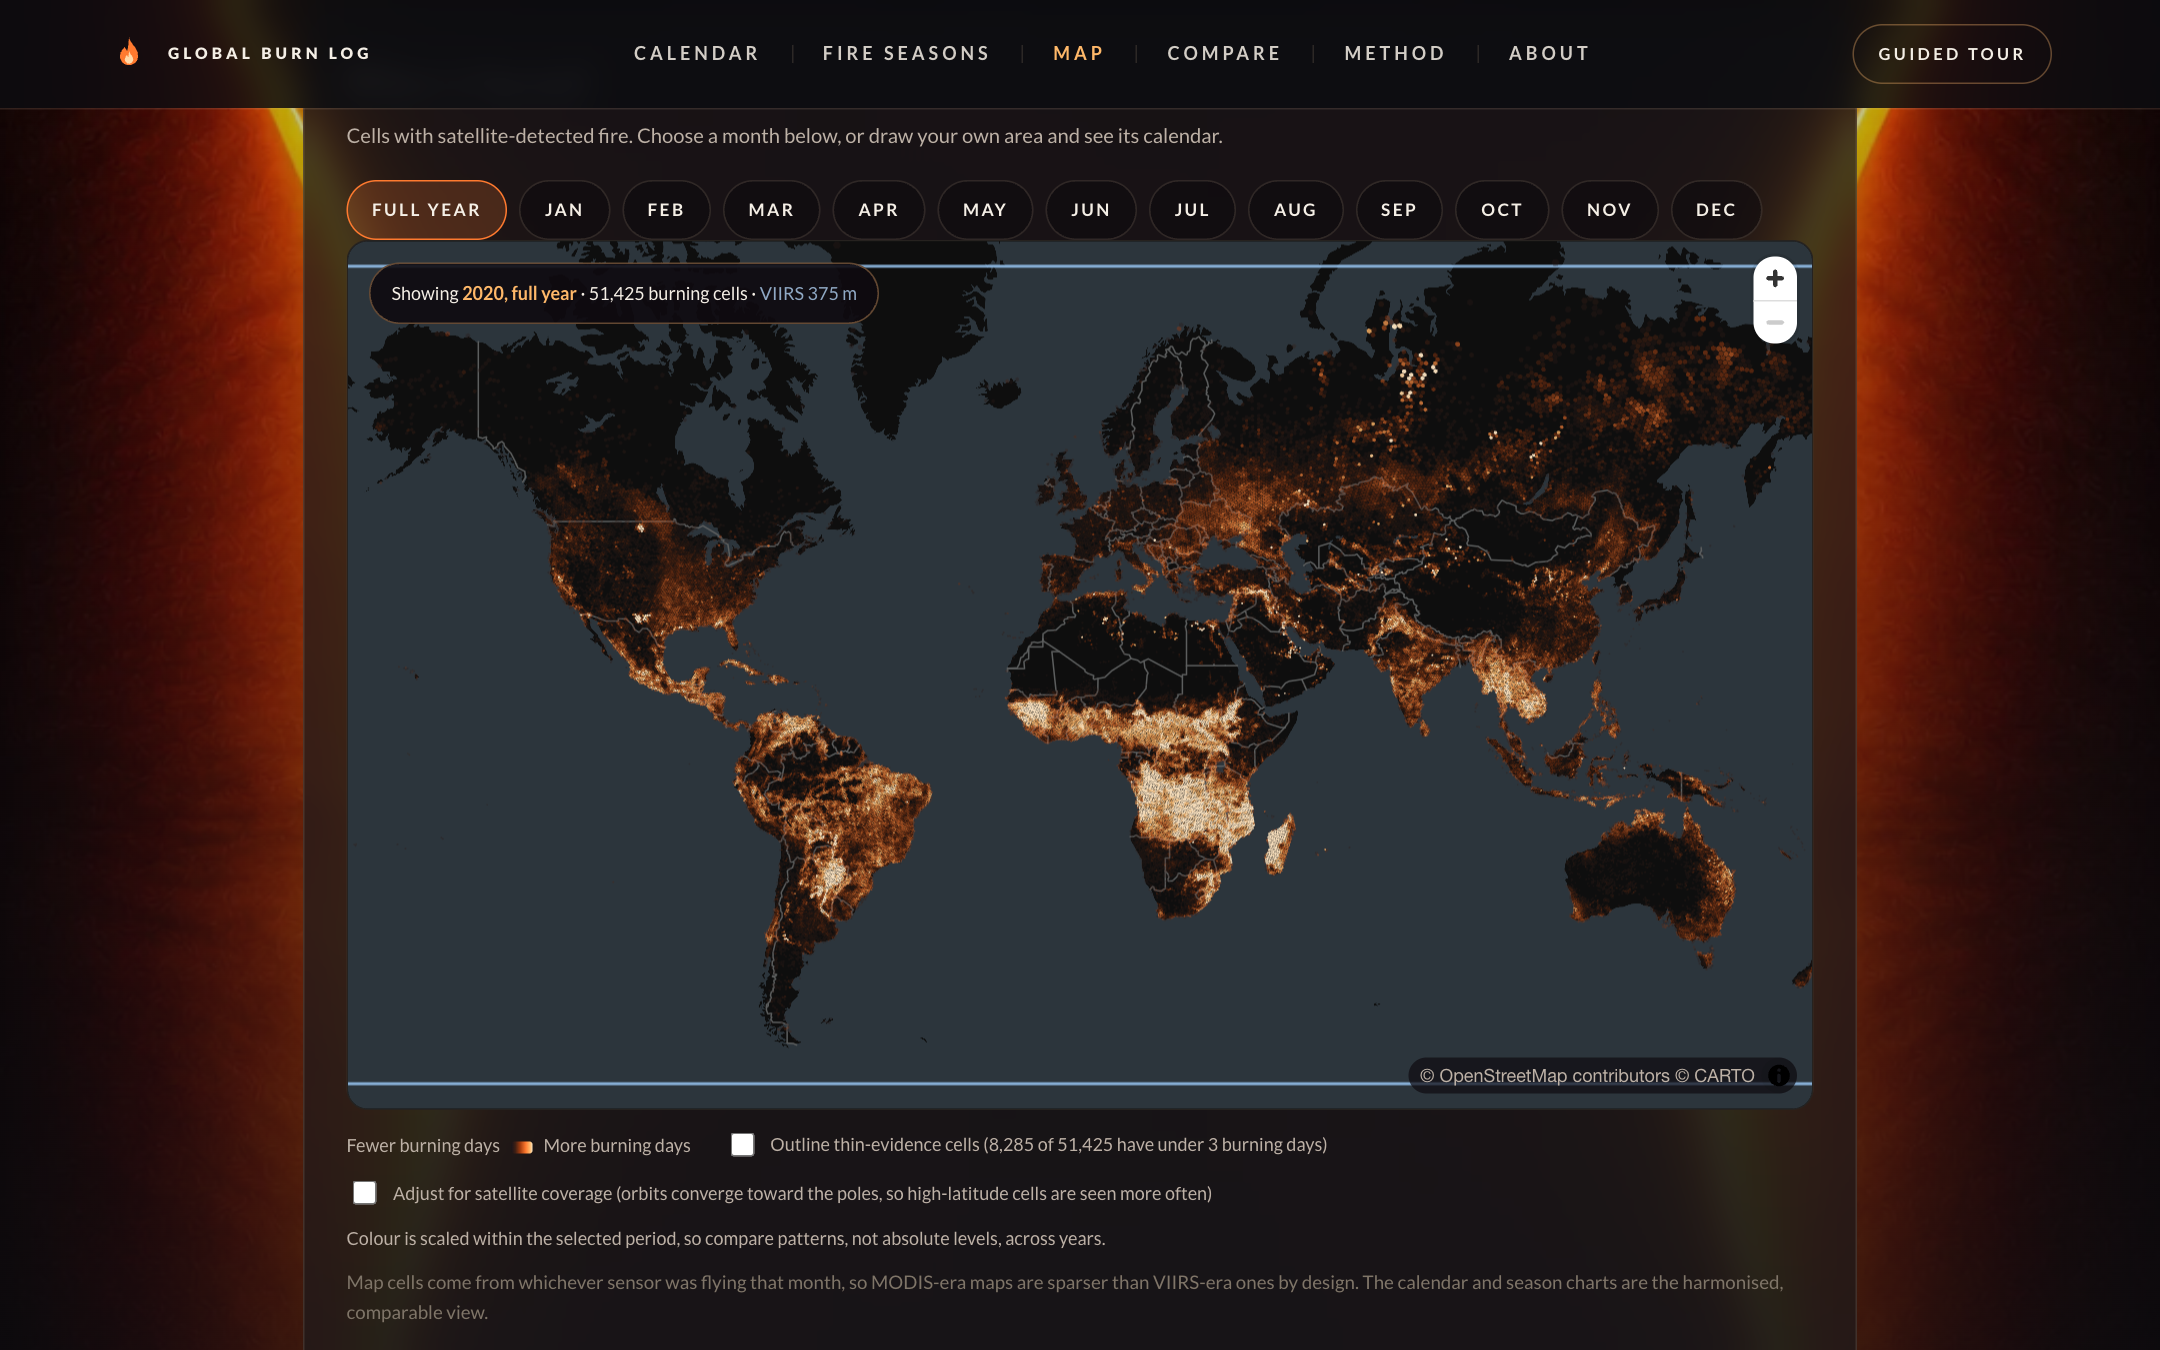 GLOBAL BURN LOG
CALENDAR
FIRE SEASONS
MAP
COMPARE
METHOD
ABOUT
GUIDED TOUR
Cells with satellite-detected fire. Choose a month below, or draw your own area and see its calendar.
FULL YEAR
JAN
FEB
MAR
APR
MAY
JUN
JUL
AUG
SEP
OCT
NOV
DEC
Showing 2020, full year · 51,425 burning cells · VIIRS 375 m
© OpenStreetMap contributors © CARTO
Fewer burning days
More burning days
Outline thin-evidence cells (8,285 of 51,425 have under 3 burning days)
Adjust for satellite coverage (orbits converge toward the poles, so high-latitude cells are seen more often)
Colour is scaled within the selected period, so compare patterns, not absolute levels, across years.
Map cells come from whichever sensor was flying that month, so MODIS-era maps are sparser than VIIRS-era ones by design. The calendar and season charts are the harmonised,
comparable view.